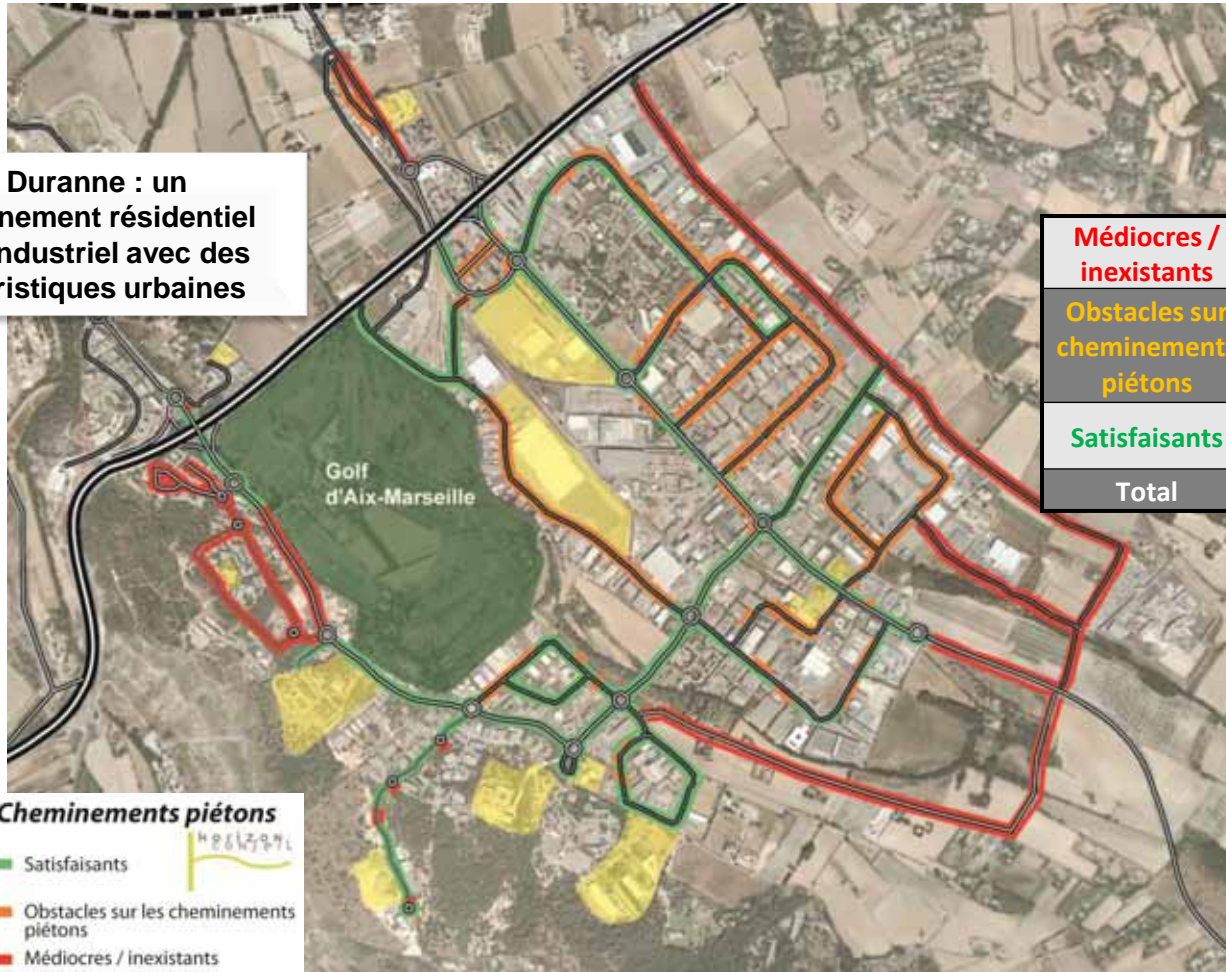 Duranne : un
nement résidentiel
ndustriel avec des
ristiques urbaines
Médiocres /
inexistants
Obstacles sur
cheminement
piétons
Satisfaisants
Total
Golf
d'Aix-Marseille
Cheminements piétons
Satisfaisants
Obstacles sur les cheminements
piétons
Médiocres / inexistants